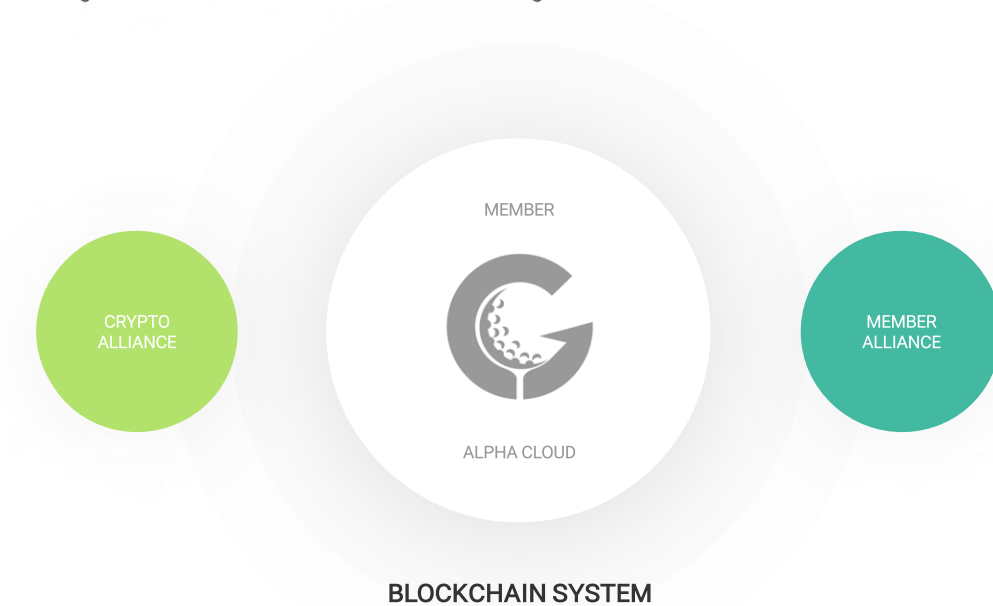 MEMBER
CRYPTO
ALLIANCE
MEMBER
ALLIANCE
ALPHA CLOUD
BLOCKCHAIN SYSTEM